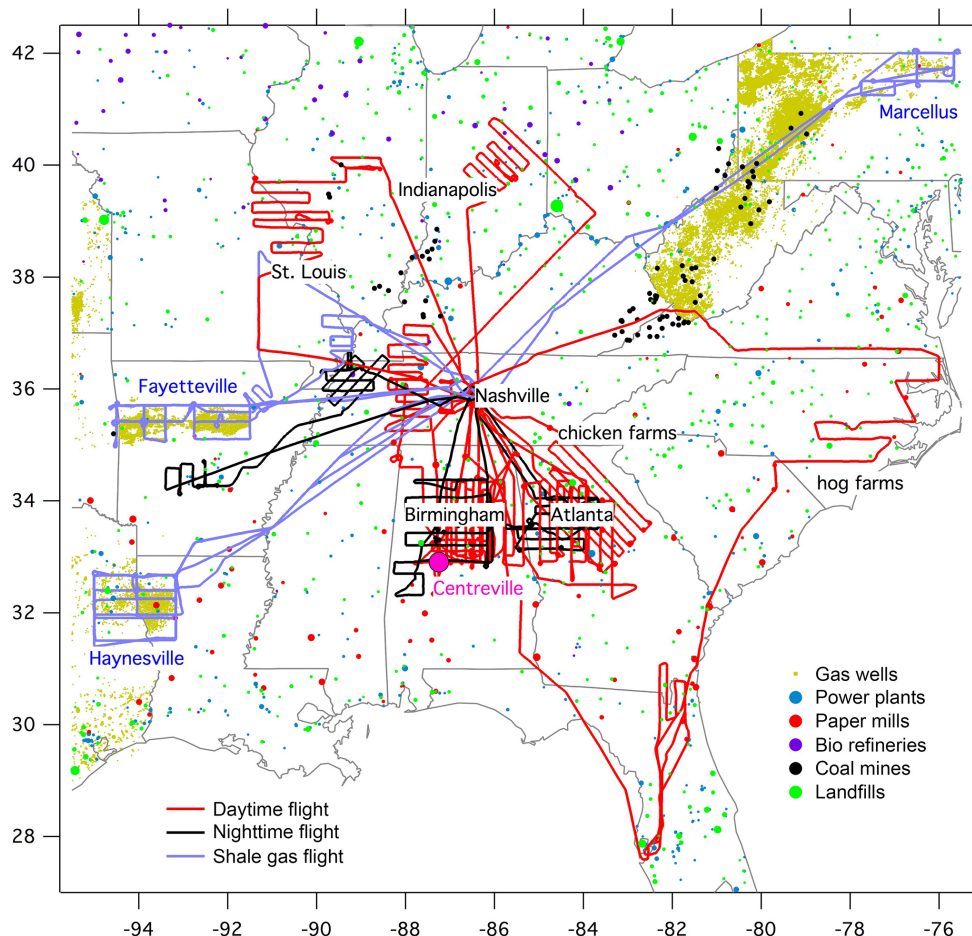 42
40
38
36
34
32
30
28
Marcellus
Indianapolis
St. Louis
Fayetteville
Nashville
chicken farms
hog farms
Birmingham
Atlanta
Centreville
Haynesville
Gas wells
Power plants
Paper mills
Bio refineries
Coal mines
Landfills
Daytime flight
Nighttime flight
Shale gas flight
-94 -92 -90 -88 -86 -84 -82 -80 -78 -76